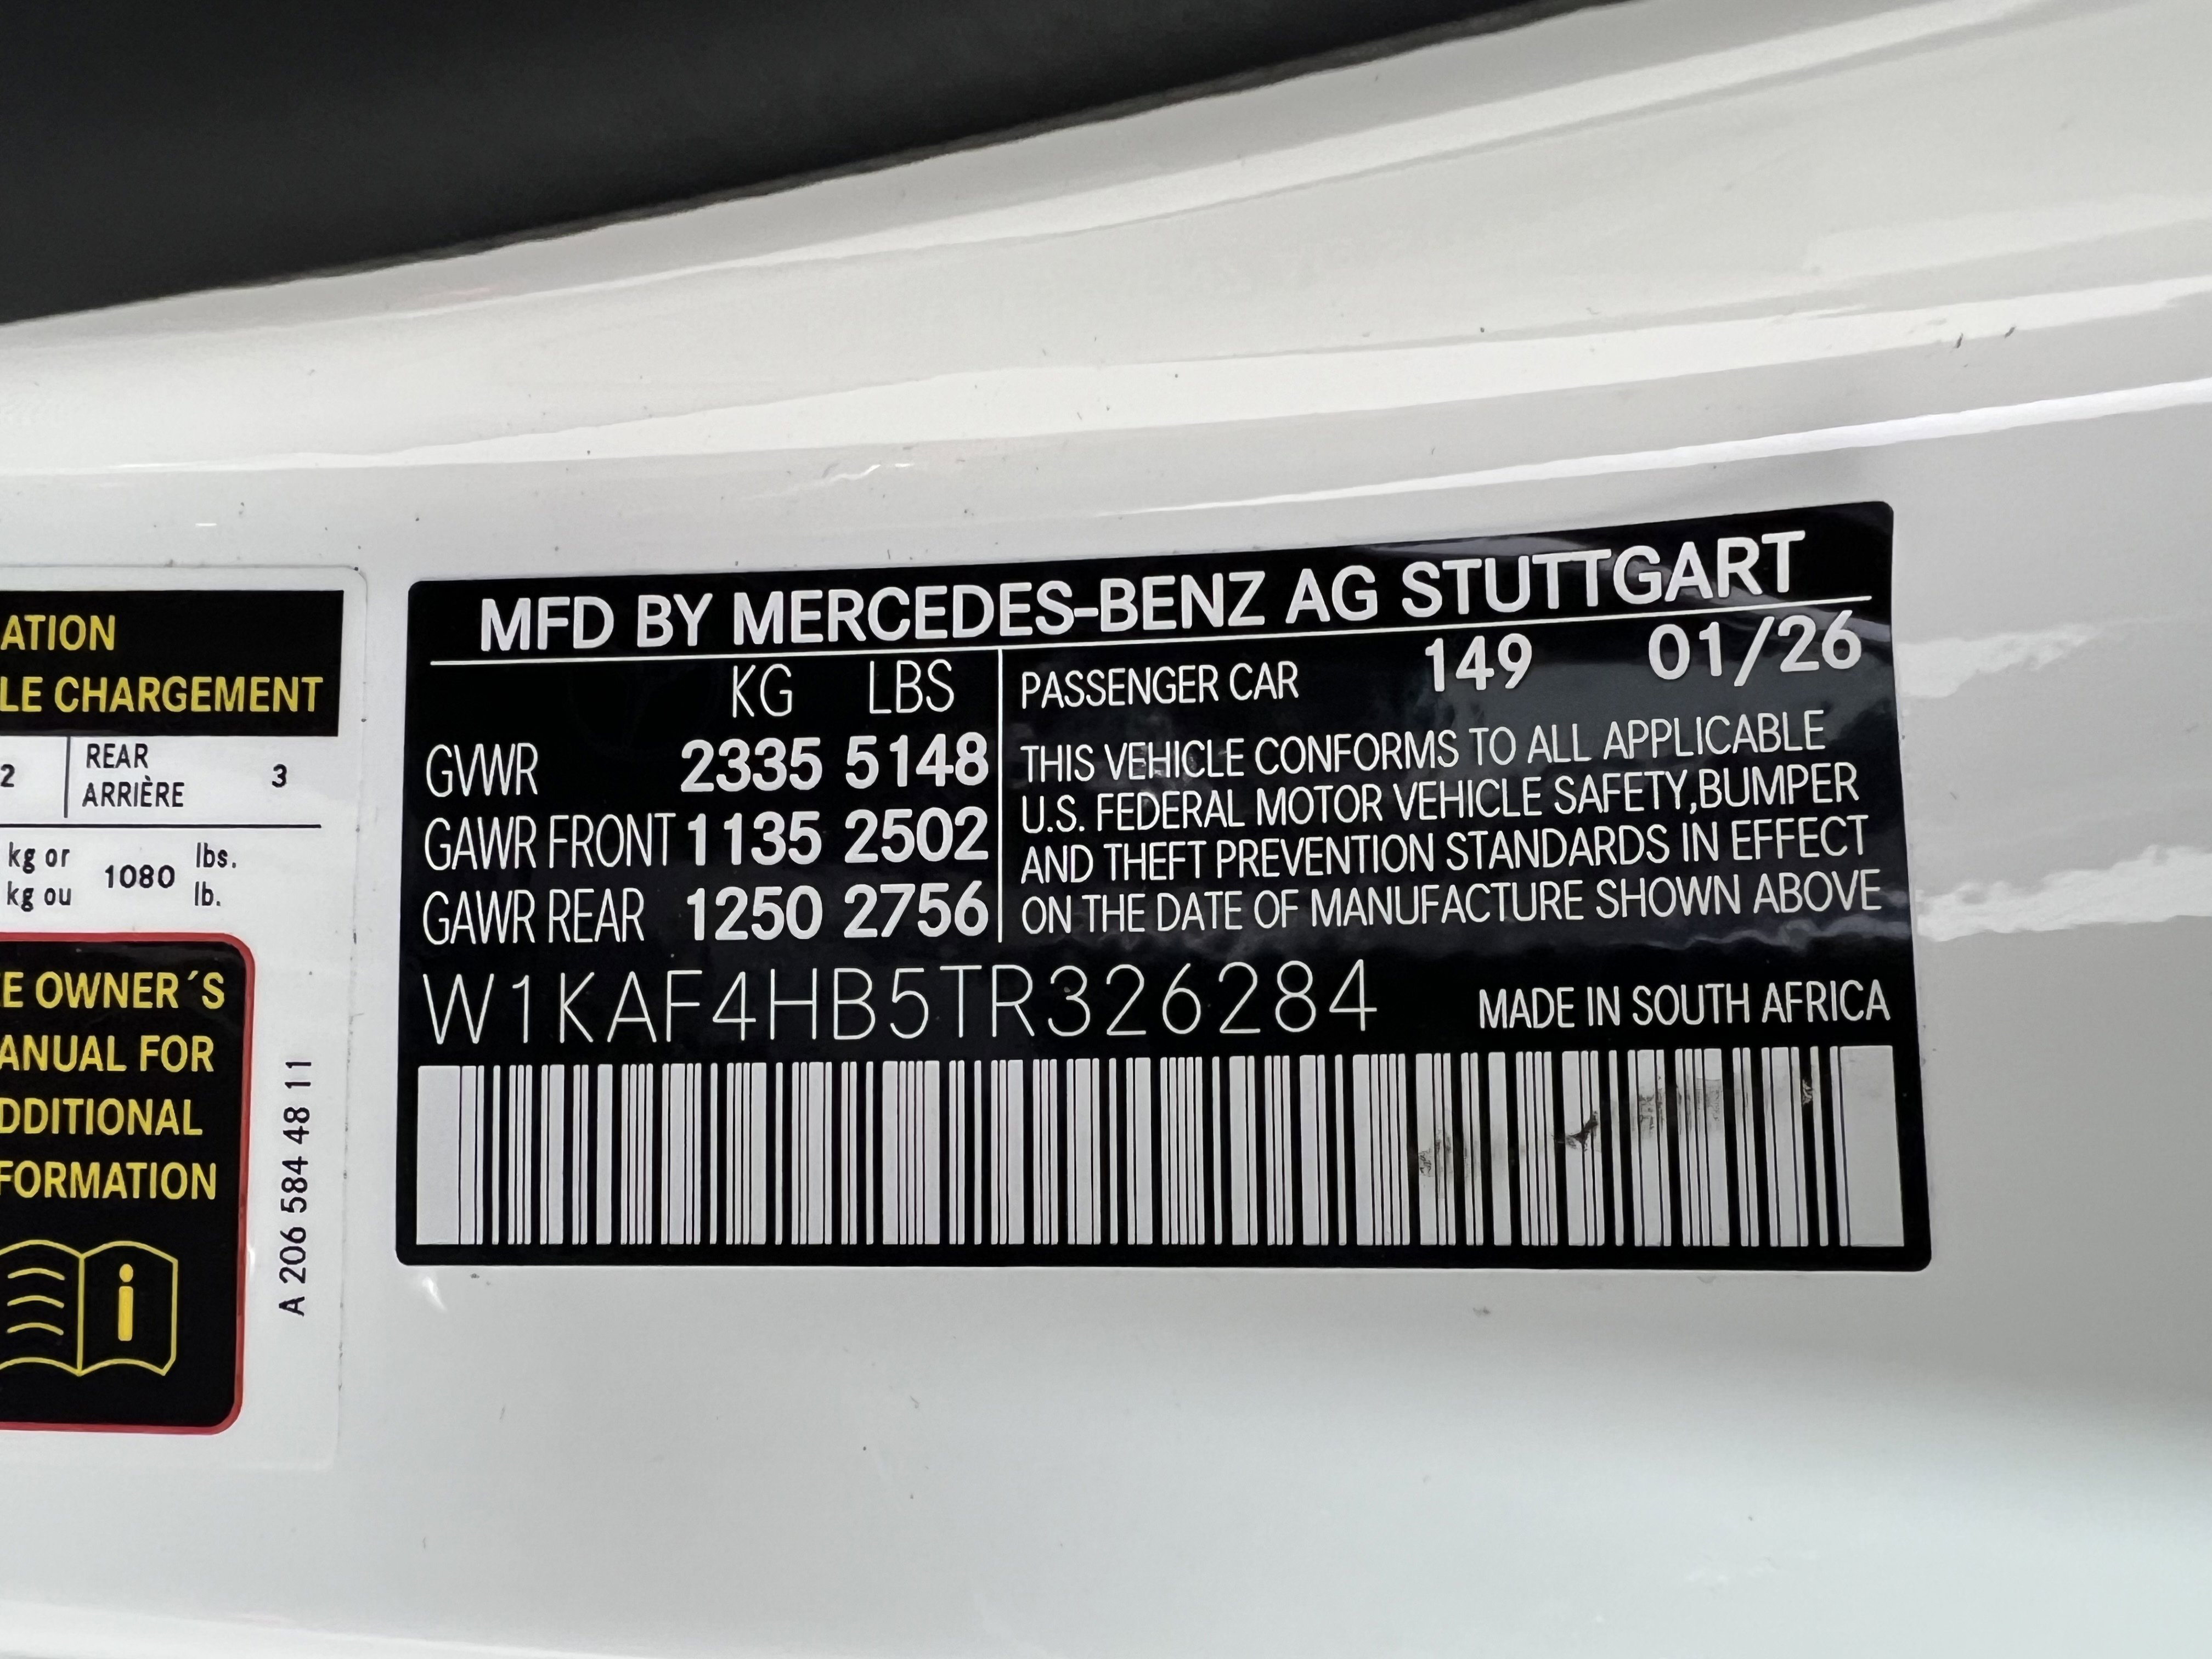 ATION
LE CHARGEMENT
2 REAR ARRIÈRE 3
kg or 1080 lbs.
kg ou lb.
E OWNER´S
ANUAL FOR
DDITIONAL
FORMATION
i
A 206 584 48 11
MFD BY MERCEDES-BENZ AG STUTTGART
KG LBS
GVWR 2335 5148
GAWR FRONT 1135 2502
GAWR REAR 1250 2756
PASSENGER CAR 149 01/26
THIS VEHICLE CONFORMS TO ALL APPLICABLE
U.S. FEDERAL MOTOR VEHICLE SAFETY,BUMPER
AND THEFT PREVENTION STANDARDS IN EFFECT
ON THE DATE OF MANUFACTURE SHOWN ABOVE
W1KAF4HB5TR326284 MADE IN SOUTH AFRICA